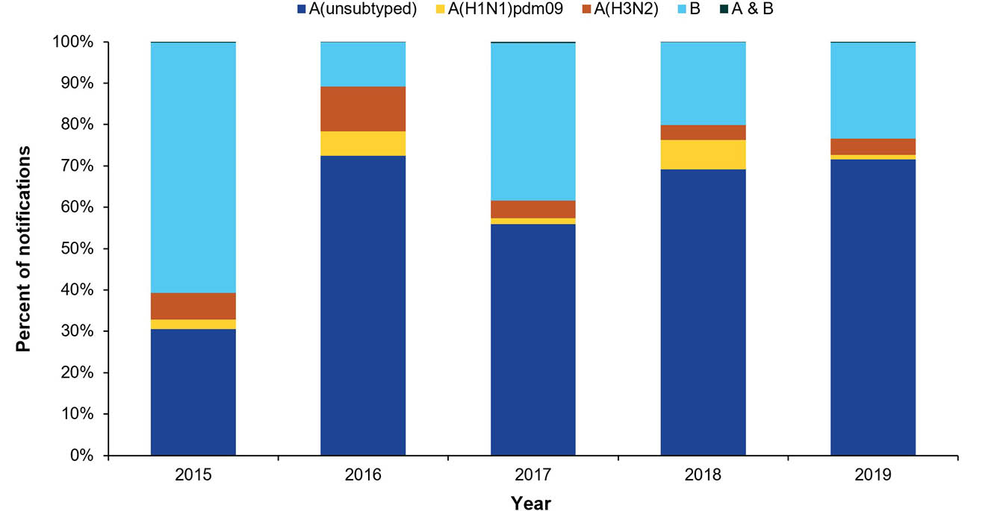 A(unsubtyped) A(H1N1)pdm09 A(H3N2) B A & B
100%
90%
80%
70%
60%
50%
40%
30%
20%
10%
0%
Percent of notifications
2015 2016 2017 2018 2019
Year